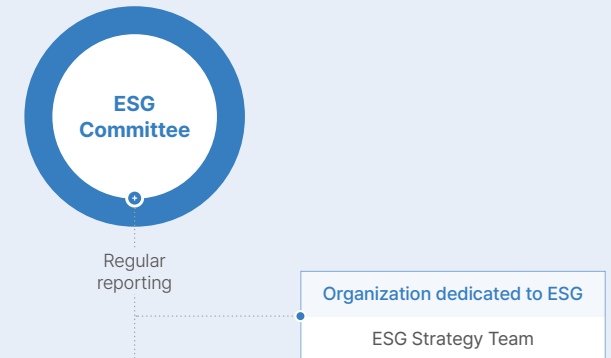 ESG
Committee
Regular
reporting
Organization dedicated to ESG
ESG Strategy Team